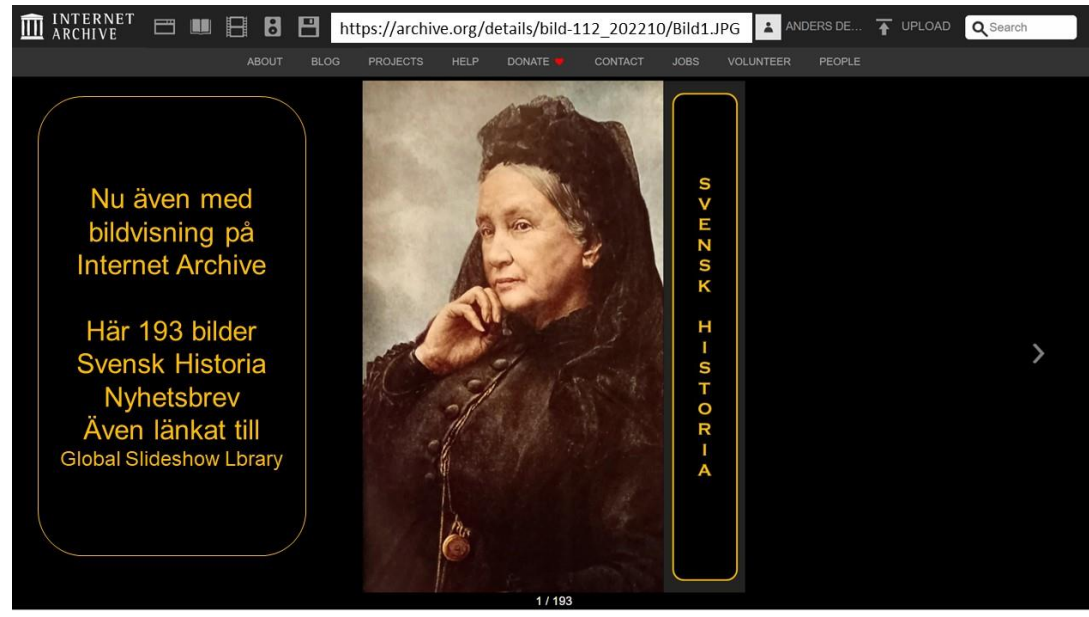 INTERNET
ARCHIVE
https://archive.org/details/bild-112_202210/Bild1.JPG
ANDERS DE...
UPLOAD
Search
ABOUT BLOG PROJECTS HELP DONATE CONTACT JOBS VOLUNTEER PEOPLE
Nu även med
bildvisning på
Internet Archive
Här 193 bilder
Svensk Historia
Nyhetsbrev
Även länkat till
Global Slideshow Lbrary
SVENSK HISTORIA
1 / 193